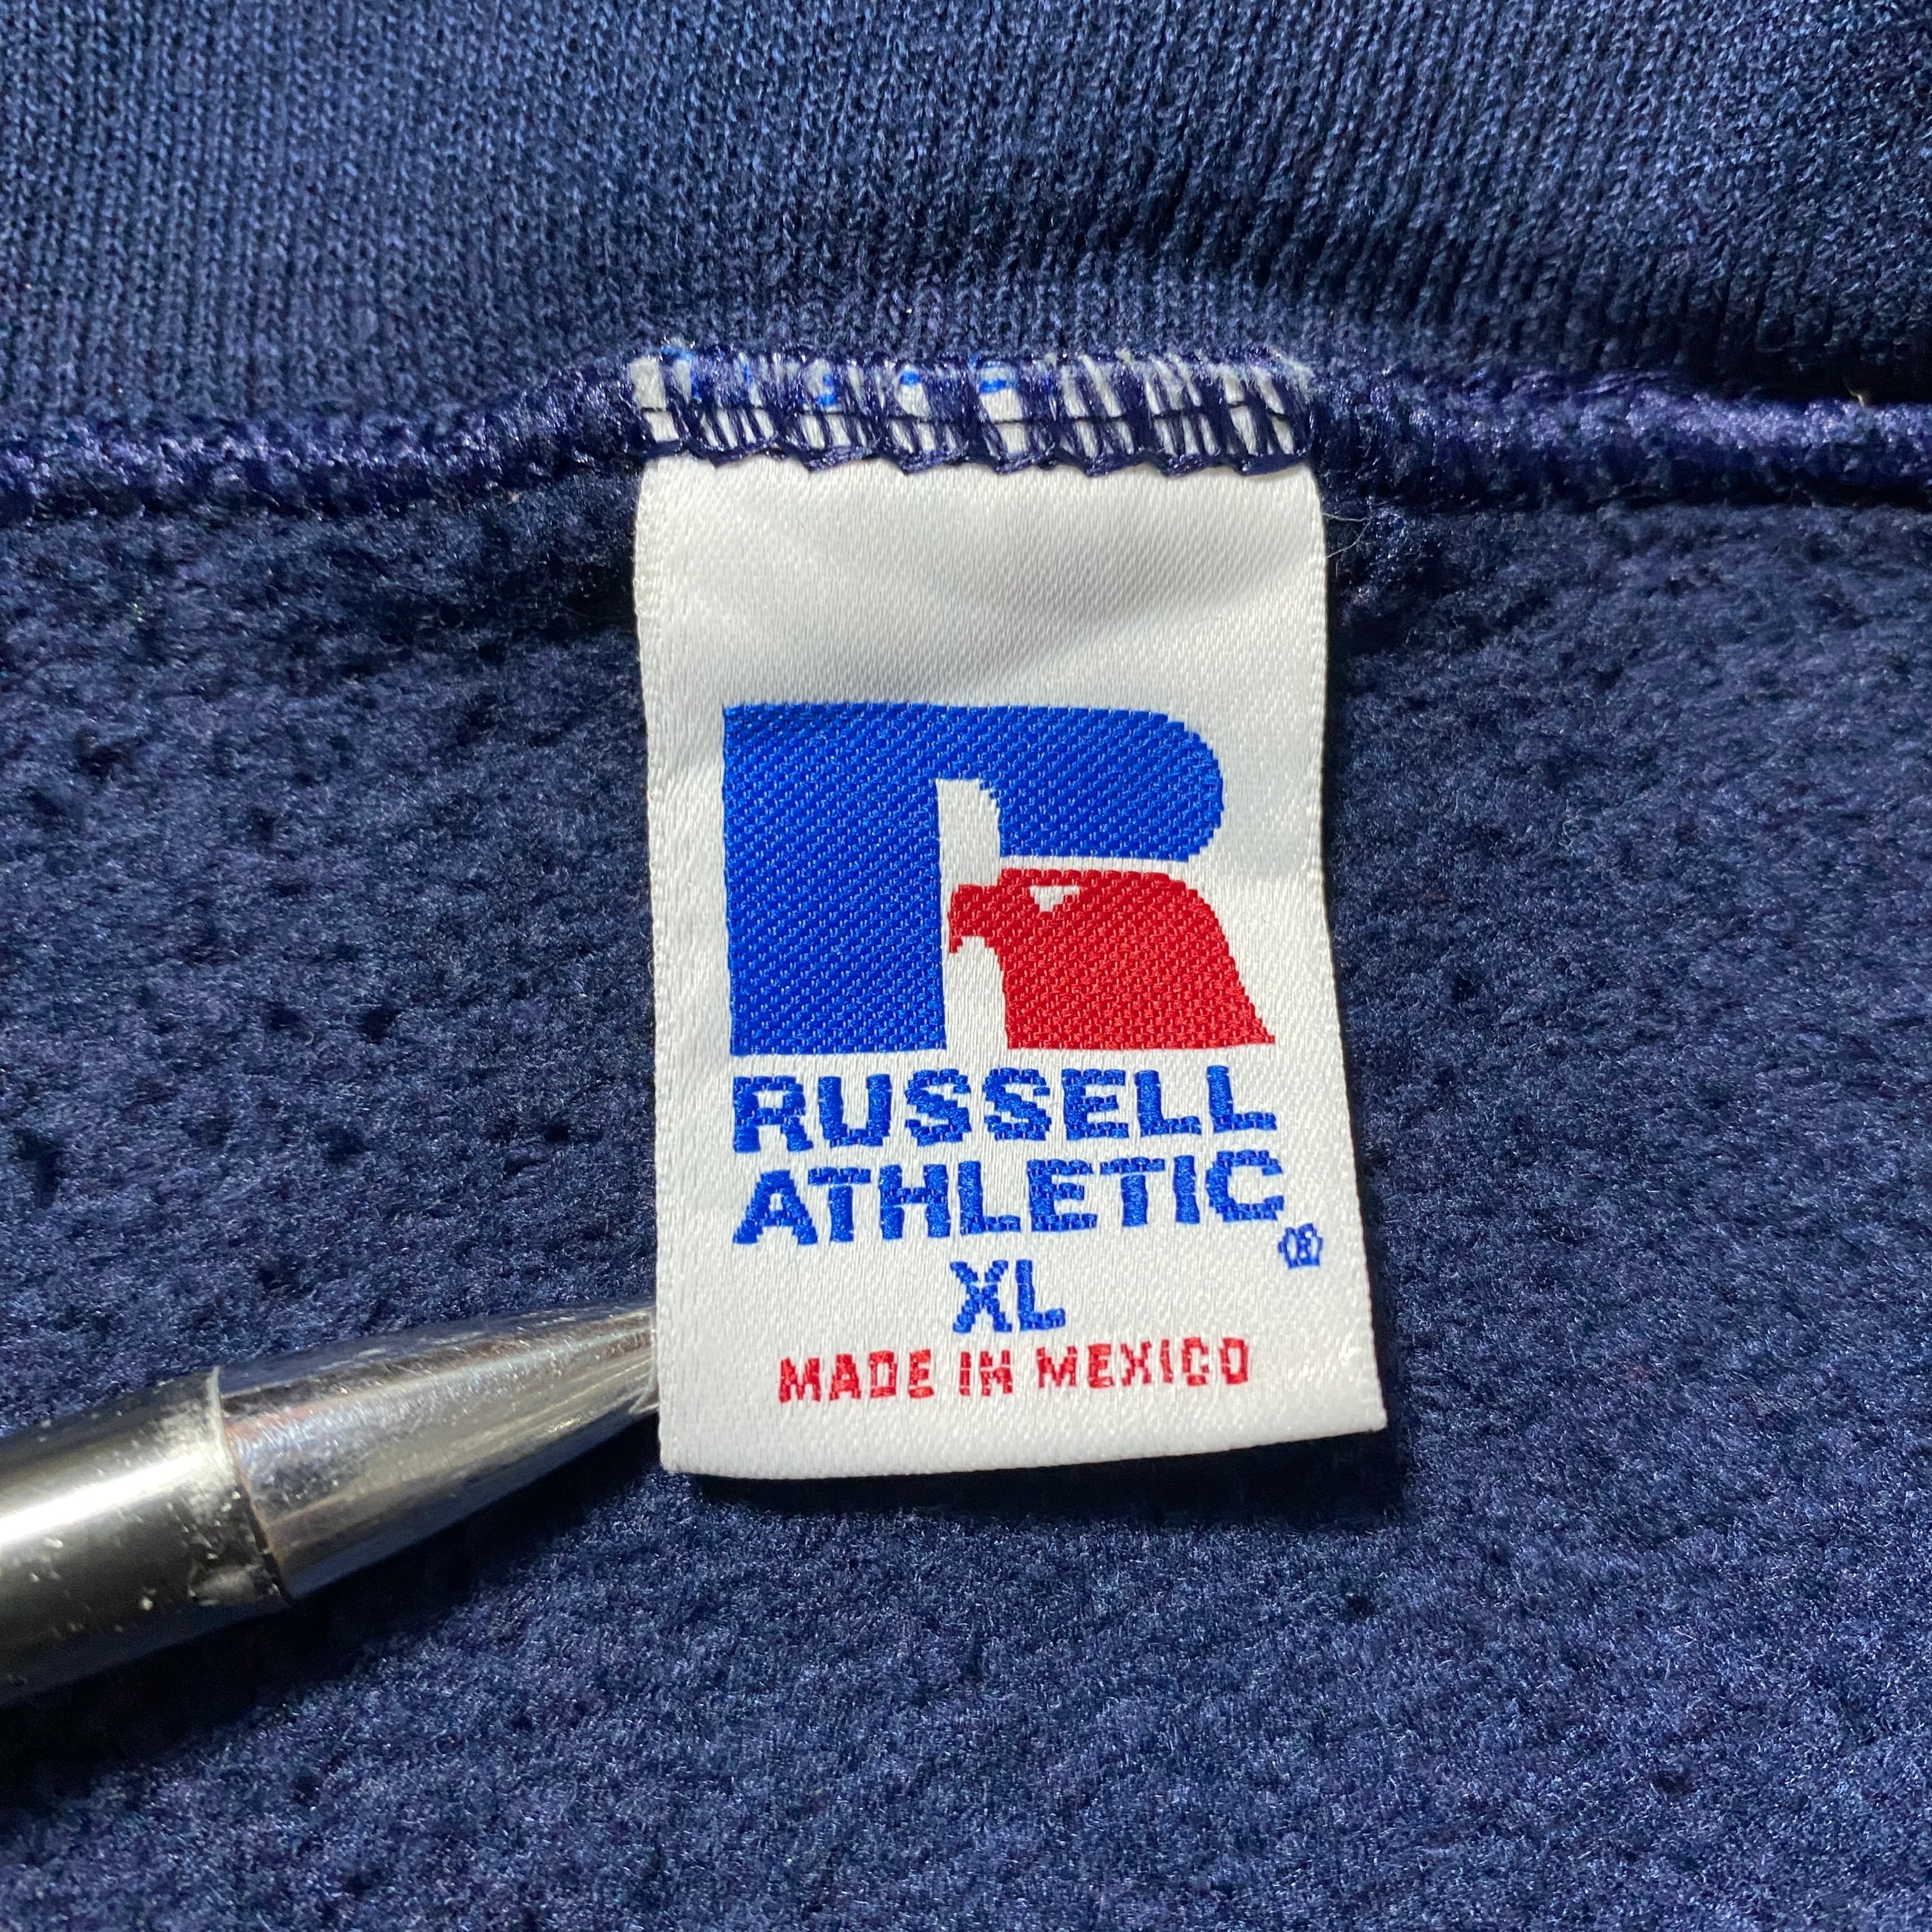 R
RUSSELL
ATHLETIC®
XL
MADE IN MEXICO